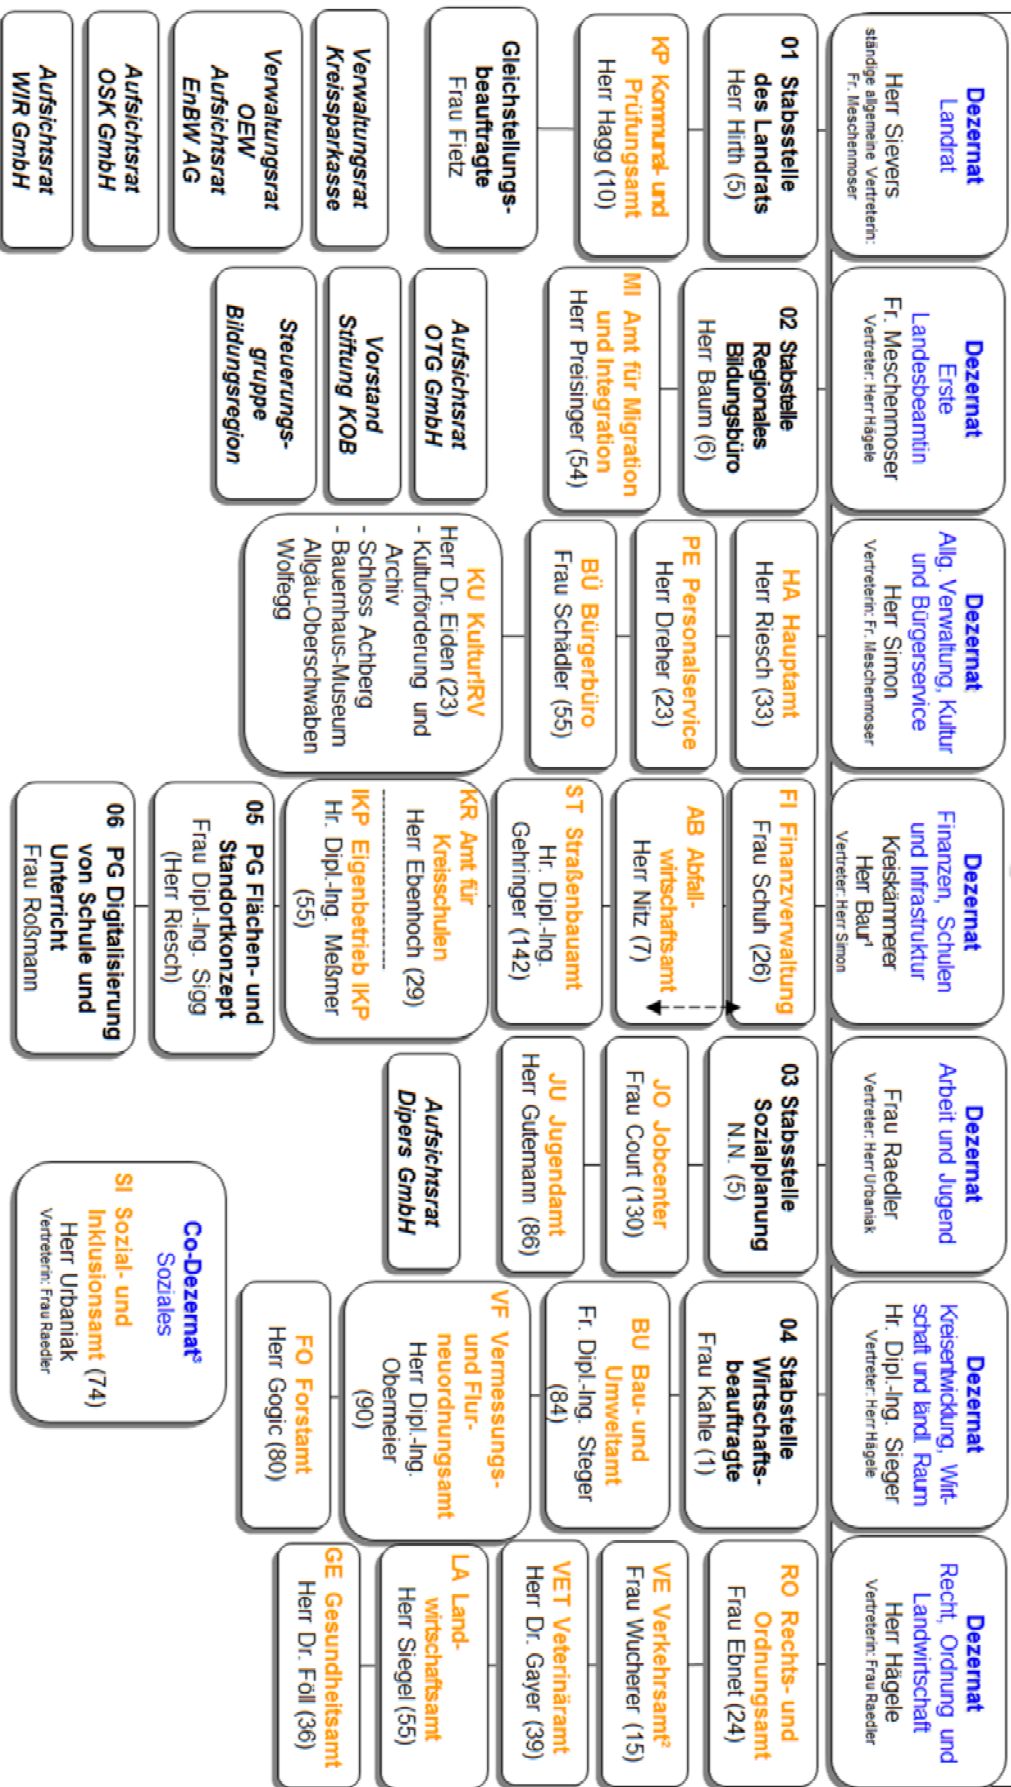 Dezernat
Landrat
Herr Sievers
ständige allgemeine Vertreterin:
Fr. Meschenmoser
01 Stabsstelle
des Landrats
Herr Hirth (5)
KP Kommunal- und
Prüfungsamt
Herr Hagg (10)
Gleichstellungs-
beauftragte
Frau Fietz
Verwaltungsrat
Kreissparkasse
Verwaltungsrat
OEW
Aufsichtsrat
EnBW AG
Aufsichtsrat
OSK GmbH
Aufsichtsrat
WIR GmbH
Dezernat
Erste
Landesbeamtin
Fr. Meschenmoser
Vertreter: Herr Hägele
02 Stabstelle
Regionales
Bildungsbüro
Herr Baum (6)
MI Amt für Migration
und Integration
Herr Preisinger (54)
Aufsichtsrat
OTG GmbH
Vorstand
Stiftung KOB
Steuerungs-
gruppe
Bildungsregion
Dezernat
Allg. Verwaltung, Kultur
und Bürgerservice
Herr Simon
Vertreterin: Fr. Meschenmoser
HA Hauptamt
Herr Riesch (33)
PE Personalservice
Herr Dreher (23)
BÜ Bürgerbüro
Frau Schädler (55)
KU Kultur!RV
Herr Dr. Eiden (23)
- Kulturförderung und
Archiv
- Schloss Achberg
- Bauernhaus-Museum
Allgäu-Oberschwaben
Wolfegg
Dezernat
Finanzen, Schulen
und Infrastruktur
Kreiskämmerer
Herr Baur¹
Vertreter: Herr Simon
FI Finanzverwaltung
Frau Schuh (26)
AB Abfall-
wirtschaftsamt
Herr Nitz (7)
ST Straßenbauamt
Hr. Dipl.-Ing.
Gehringer (142)
KR Amt für
Kreisschulen
Herr Ebenhoch (29)
IKP Eigenbetrieb IKP
Hr. Dipl.-Ing. Meßmer
(55)
05 PG Flächen- und
Standortkonzept
Frau Dipl.-Ing. Sigg
(Herr Riesch)
06 PG Digitalisierung
von Schule und
Unterricht
Frau Roßmann
Dezernat
Arbeit und Jugend
Frau Raedler
Vertreter: Herr Urbaniak
03 Stabsstelle
Sozialplanung
N.N. (5)
JO Jobcenter
Frau Court (130)
JU Jugendamt
Herr Gutemann (86)
Aufsichtsrat
Dipers GmbH
Co-Dezernat³
Soziales
SI Sozial- und
Inklusionsamt (74)
Herr Urbaniak
Vertreterin: Frau Raedler
Dezernat
Kreisentwicklung, Wirt-
schaft und ländl. Raum
Hr. Dipl.-Ing. Sieger
Vertreter: Herr Hägele
04 Stabstelle
Wirtschafts-
beauftragte
Frau Kahle (1)
BU Bau- und
Umweltamt
Fr. Dipl.-Ing. Steger
(84)
VF Vermessungs-
und Flur-
neuordnungsamt
Herr Dipl.-Ing.
Obermeier
(90)
FO Forstamt
Herr Gogic (80)
Dezernat
Recht, Ordnung und
Landwirtschaft
Herr Hägele
Vertreterin: Frau Raedler
RO Rechts- und
Ordnungsamt
Frau Ebnet (24)
VE Verkehrsamt²
Frau Wucherer (15)
VET Veterinäramt
Herr Dr. Gayer (39)
LA Land-
wirtschaftsamt
Herr Siegel (55)
GE Gesundheitsamt
Herr Dr. Föll (36)